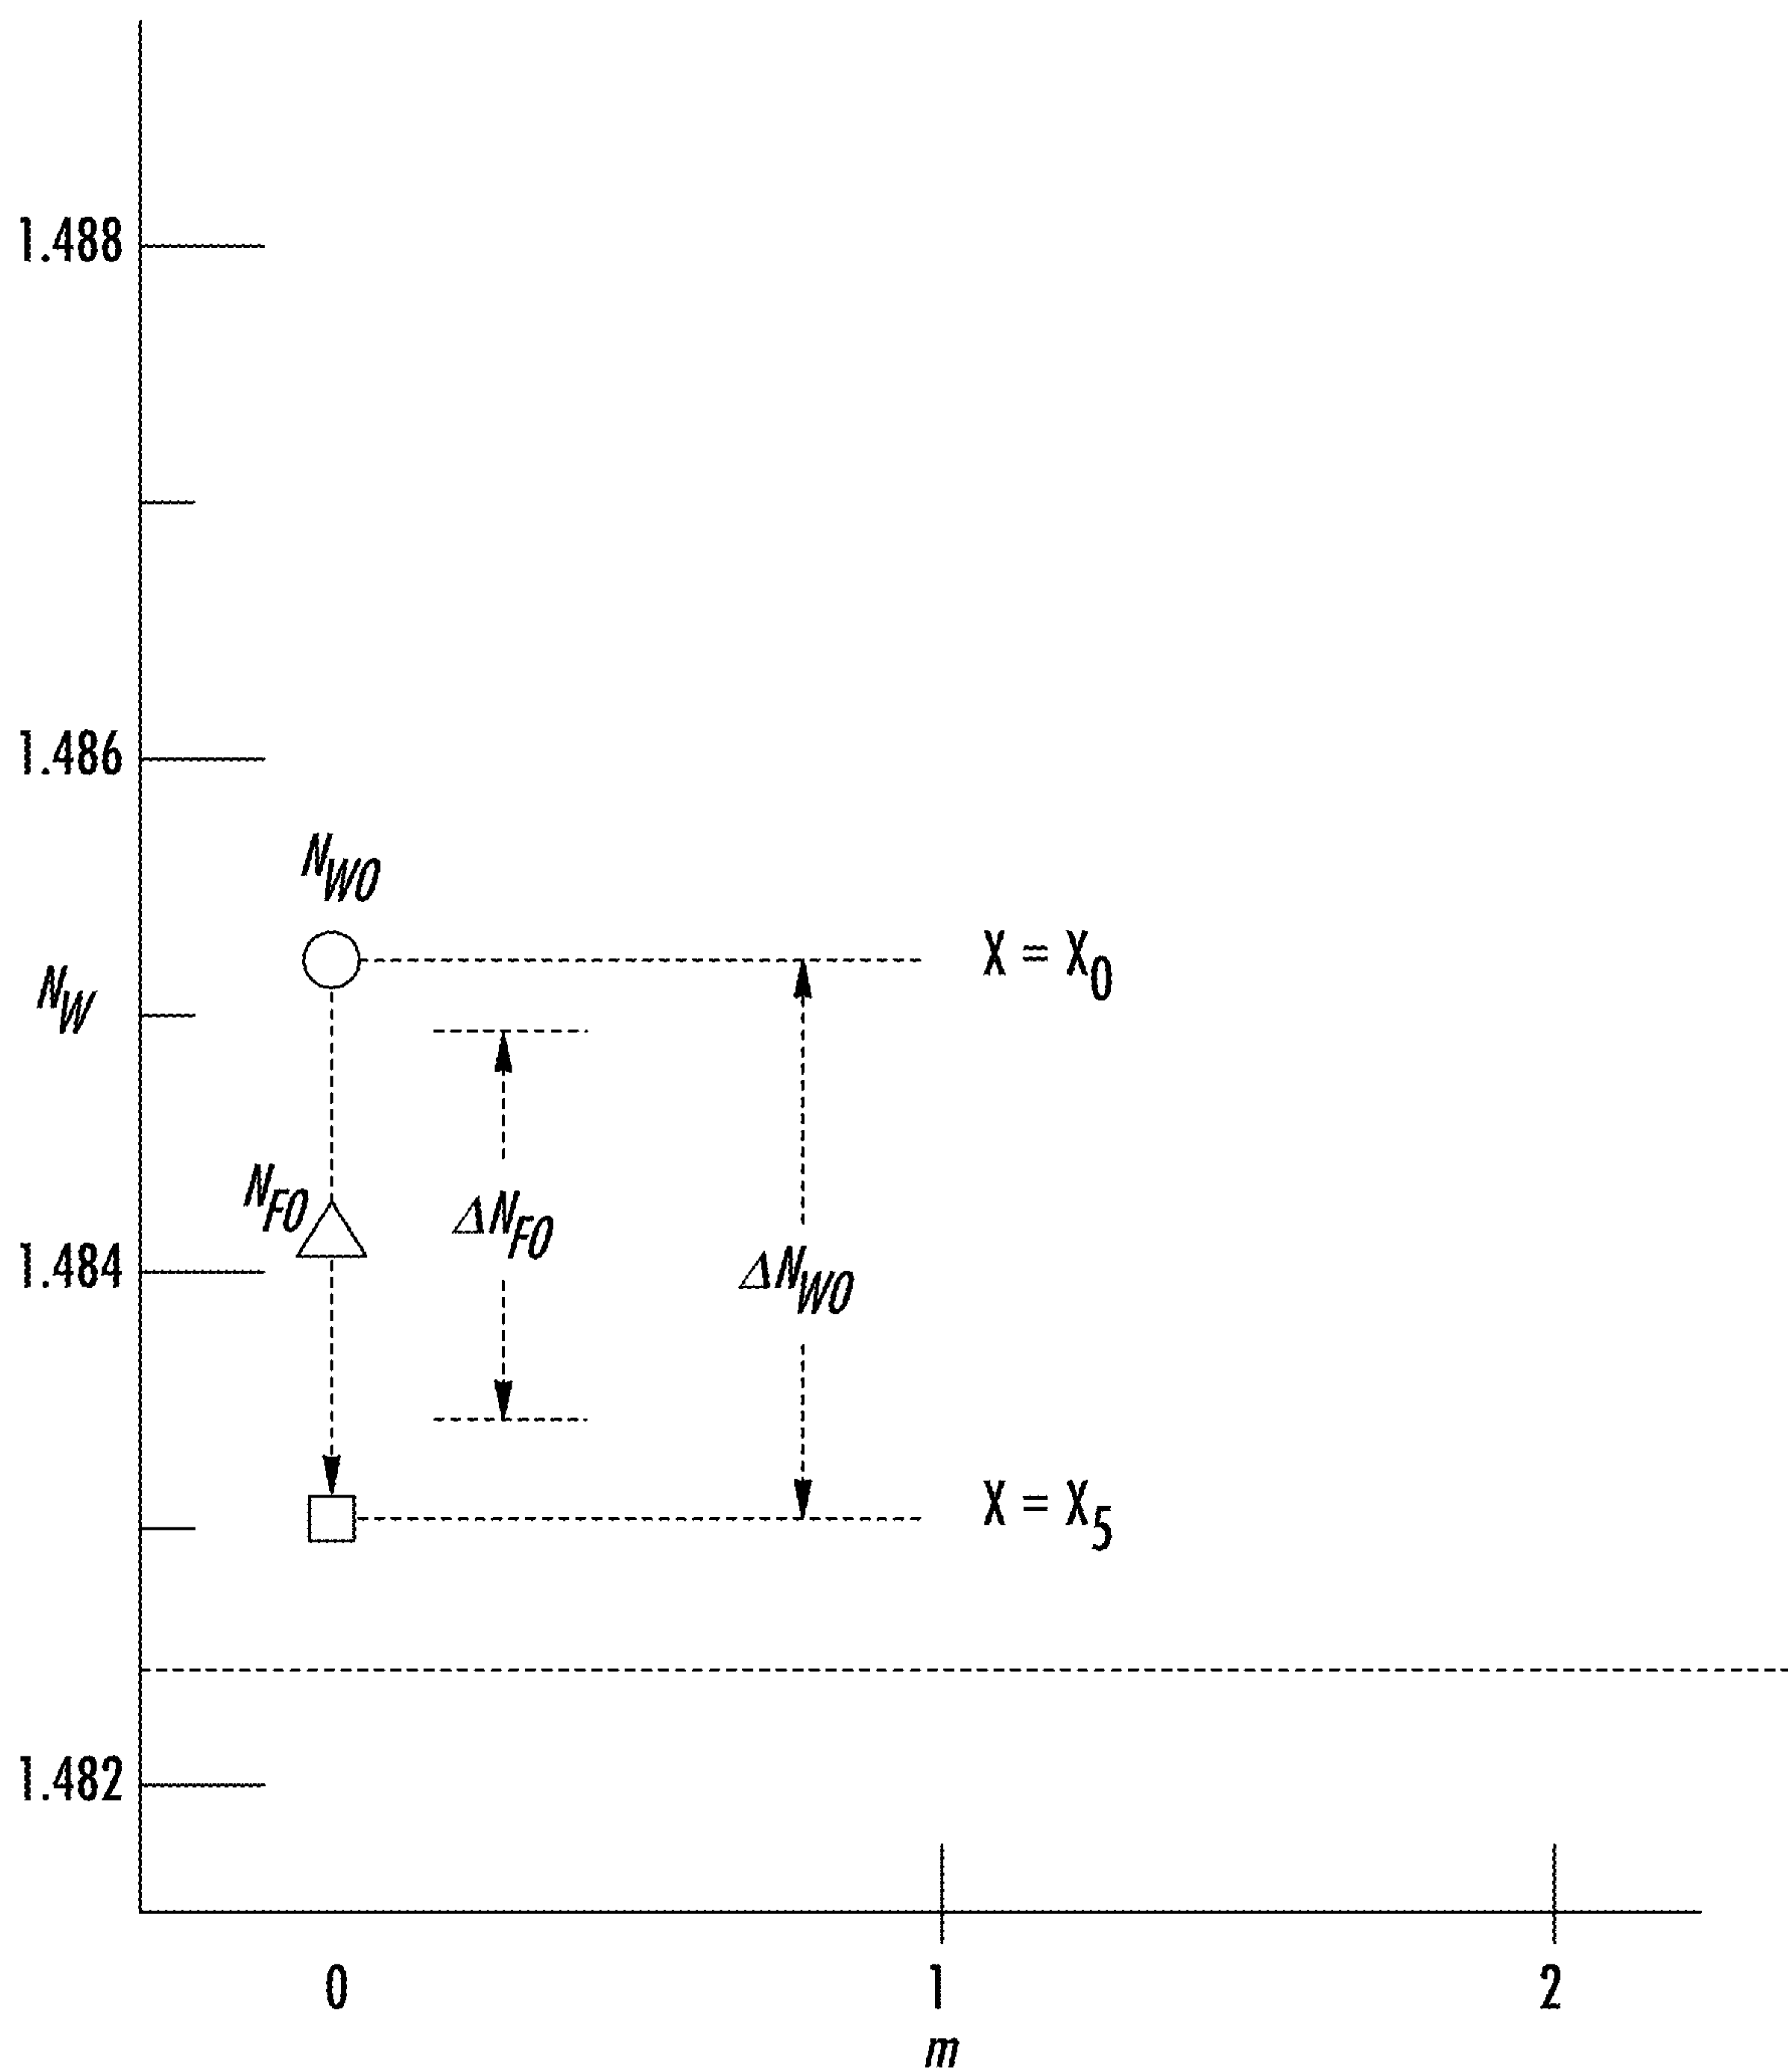 1.488
1.486
N_W0
N_W
X = X_0
N_F0
ΔN_F0
1.484
ΔN_W0
X = X_5
1.482
0 1 2
m